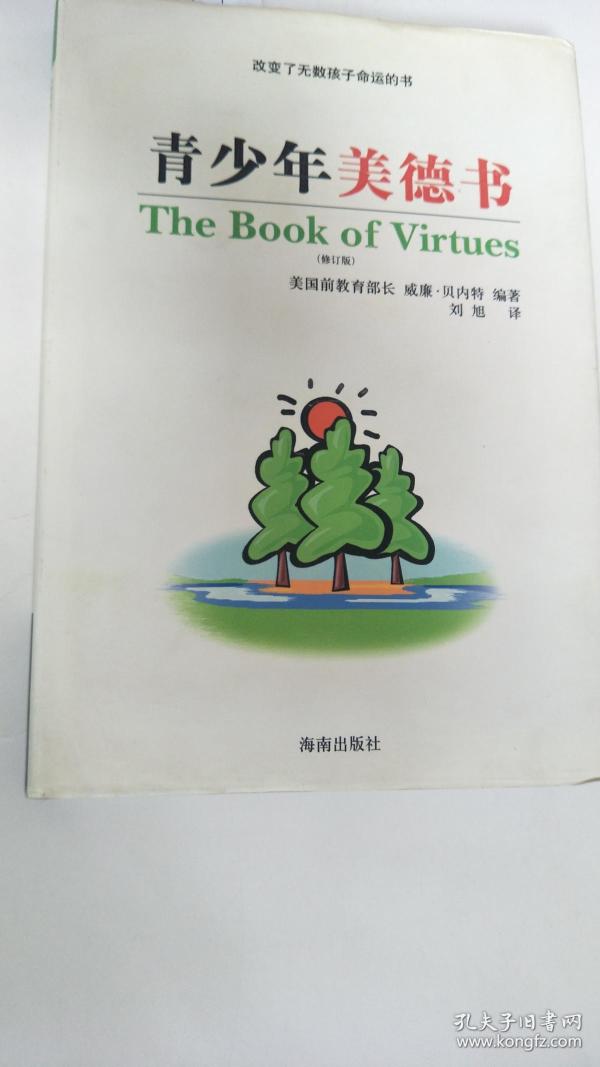 改变了无数孩子命运的书
青少年美德书
The Book of Virtues
(修订版)
美国前教育部长 威廉·贝内特 编著
刘旭 译
海南出版社
孔夫子旧书网
www.kongfz.com